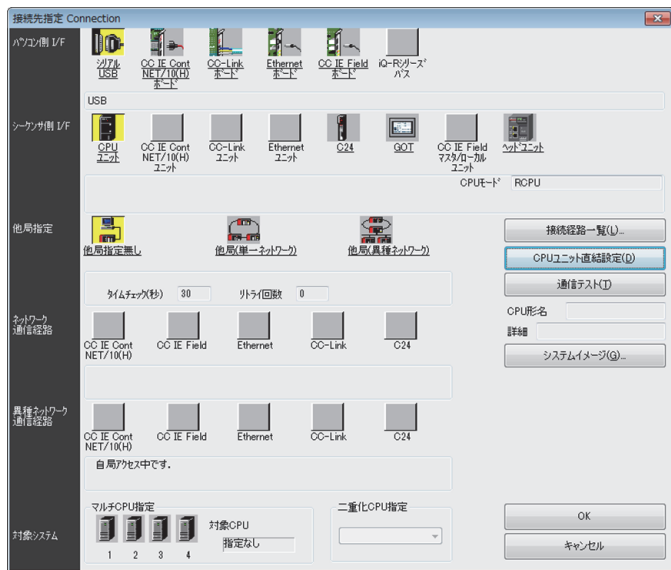 接続先指定 Connection
パソコン側 I/F
シリアル
USB
CC IE Cont
NET/10(H)
ボード
CC-Link
ボード
Ethernet
ボード
CC IE Field
ボード
iQ-Rシリーズ
バス
USB
シーケンサ側 I/F
CPU
ユニット
CC IE Cont
NET/10(H)
ユニット
CC-Link
ユニット
Ethernet
ユニット
C24
GOT
CC IE Field
マスタ/ローカル
ユニット
ヘッドユニット
CPUモード RCPU
他局指定
他局指定無し
他局(単一ネットワーク)
他局(異種ネットワーク)
接続経路一覧(L)...
CPUユニット直結設定(D)
タイムチェック(秒) 30 リトライ回数 0
通信テスト(T)
CPU形名
詳細
システムイメージ(G)...
ネットワーク
通信経路
CC IE Cont
NET/10(H)
CC IE Field
Ethernet
CC-Link
C24
異種ネットワーク
通信経路
CC IE Cont
NET/10(H)
CC IE Field
Ethernet
CC-Link
C24
自局アクセス中です.
対象システム
マルチCPU指定
1 2 3 4
対象CPU
指定なし
二重化CPU指定
OK
キャンセル